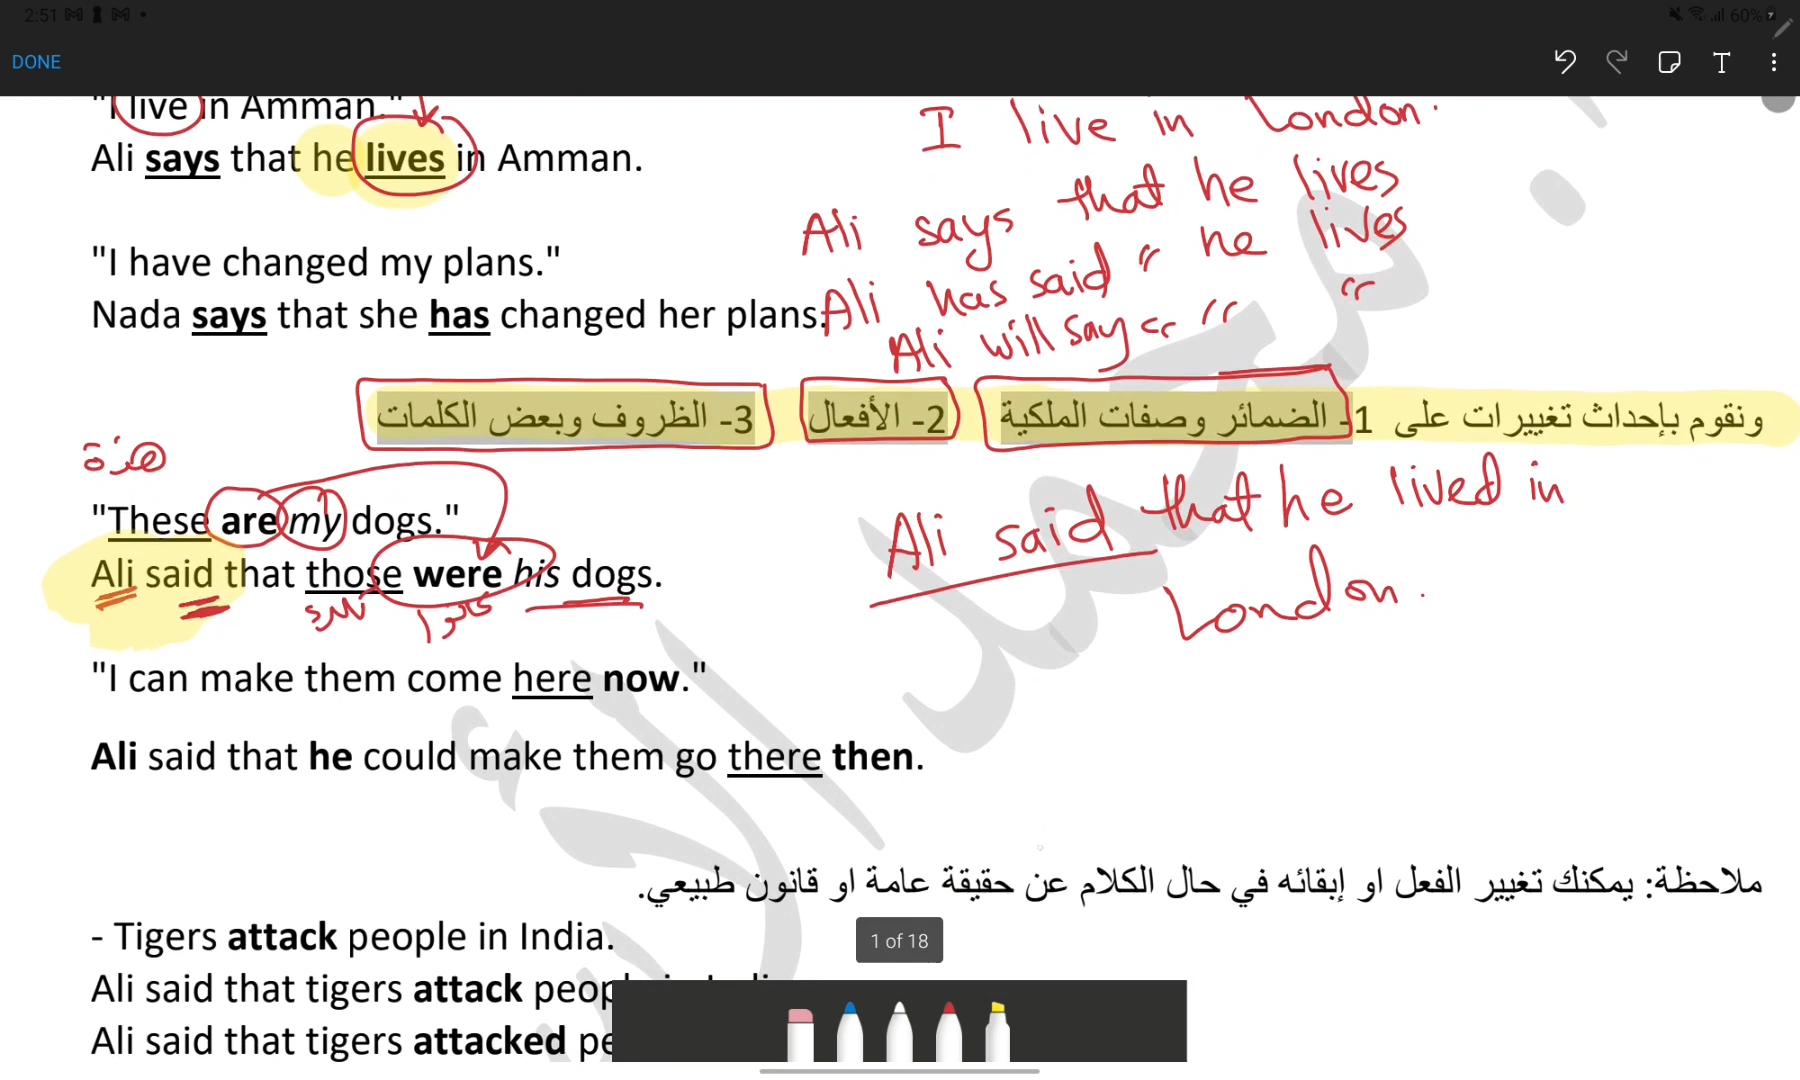 2:51
60%
DONE
"I live in Amman."
Ali says that he lives in Amman.
"I have changed my plans."
Nada says that she has changed her plans.
I live in London.
Ali says that he lives
Ali has said " he lives
Ali will say " " "
ونقوم بإحداث تغييرات على 1- الضمائر وصفات الملكية 2- الأفعال 3- الظروف وبعض الكلمات
هذه
"These are my dogs."
Ali said that those were his dogs.
كانوا
Ali said that he lived in
London.
"I can make them come here now."
Ali said that he could make them go there then.
ملاحظة: يمكنك تغيير الفعل او إبقائه في حال الكلام عن حقيقة عامة او قانون طبيعي.
- Tigers attack people in India.
Ali said that tigers attack
Ali said that tigers attacked
1 of 18